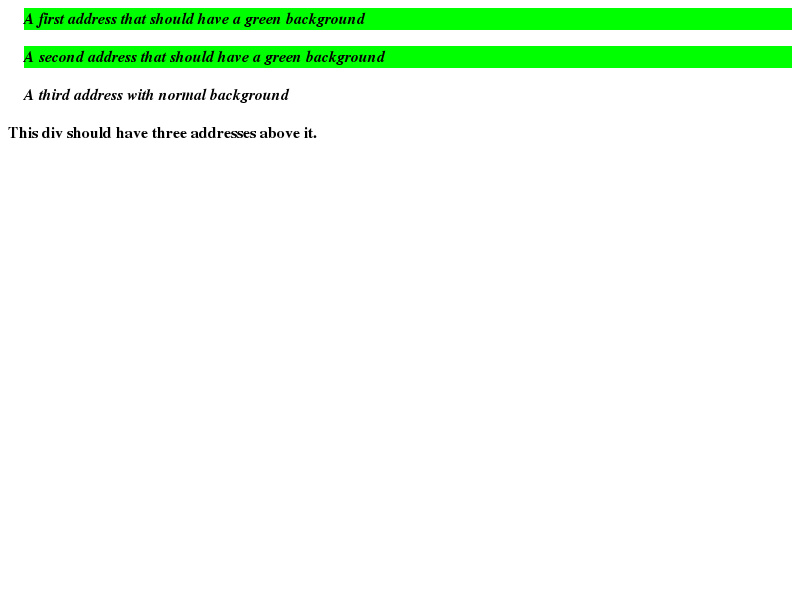 A first address that should have a green background
A second address that should have a green background
A third address with normal background
This div should have three addresses above it.